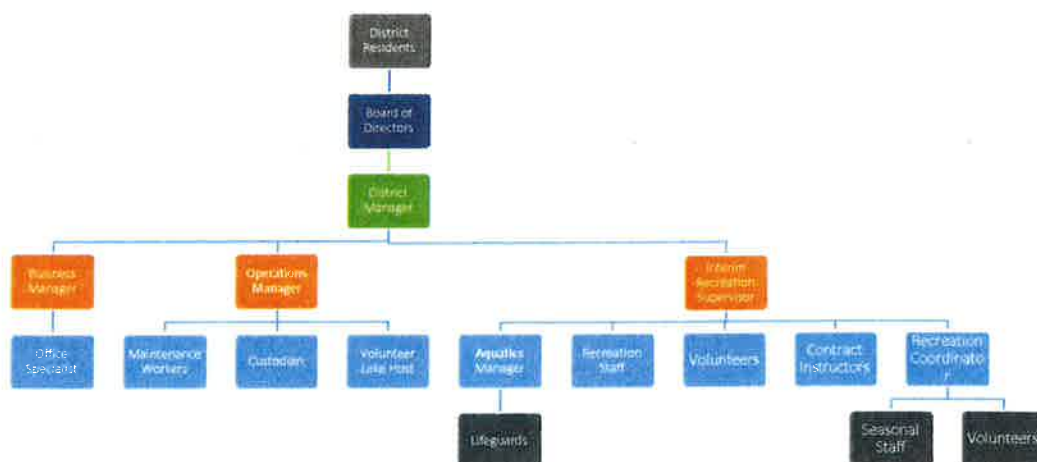 District
Residents
Board of
Directors
District
Manager
Business
Manager
Operations
Manager
Interim
Recreation
Supervisor
Office
Specialist
Maintenance
Workers
Custodian
Volunteer
Lake Host
Aquatics
Manager
Recreation
Staff
Volunteers
Contract
Instructors
Recreation
Coordinato
r
Lifeguards
Seasonal
Staff
Volunteers